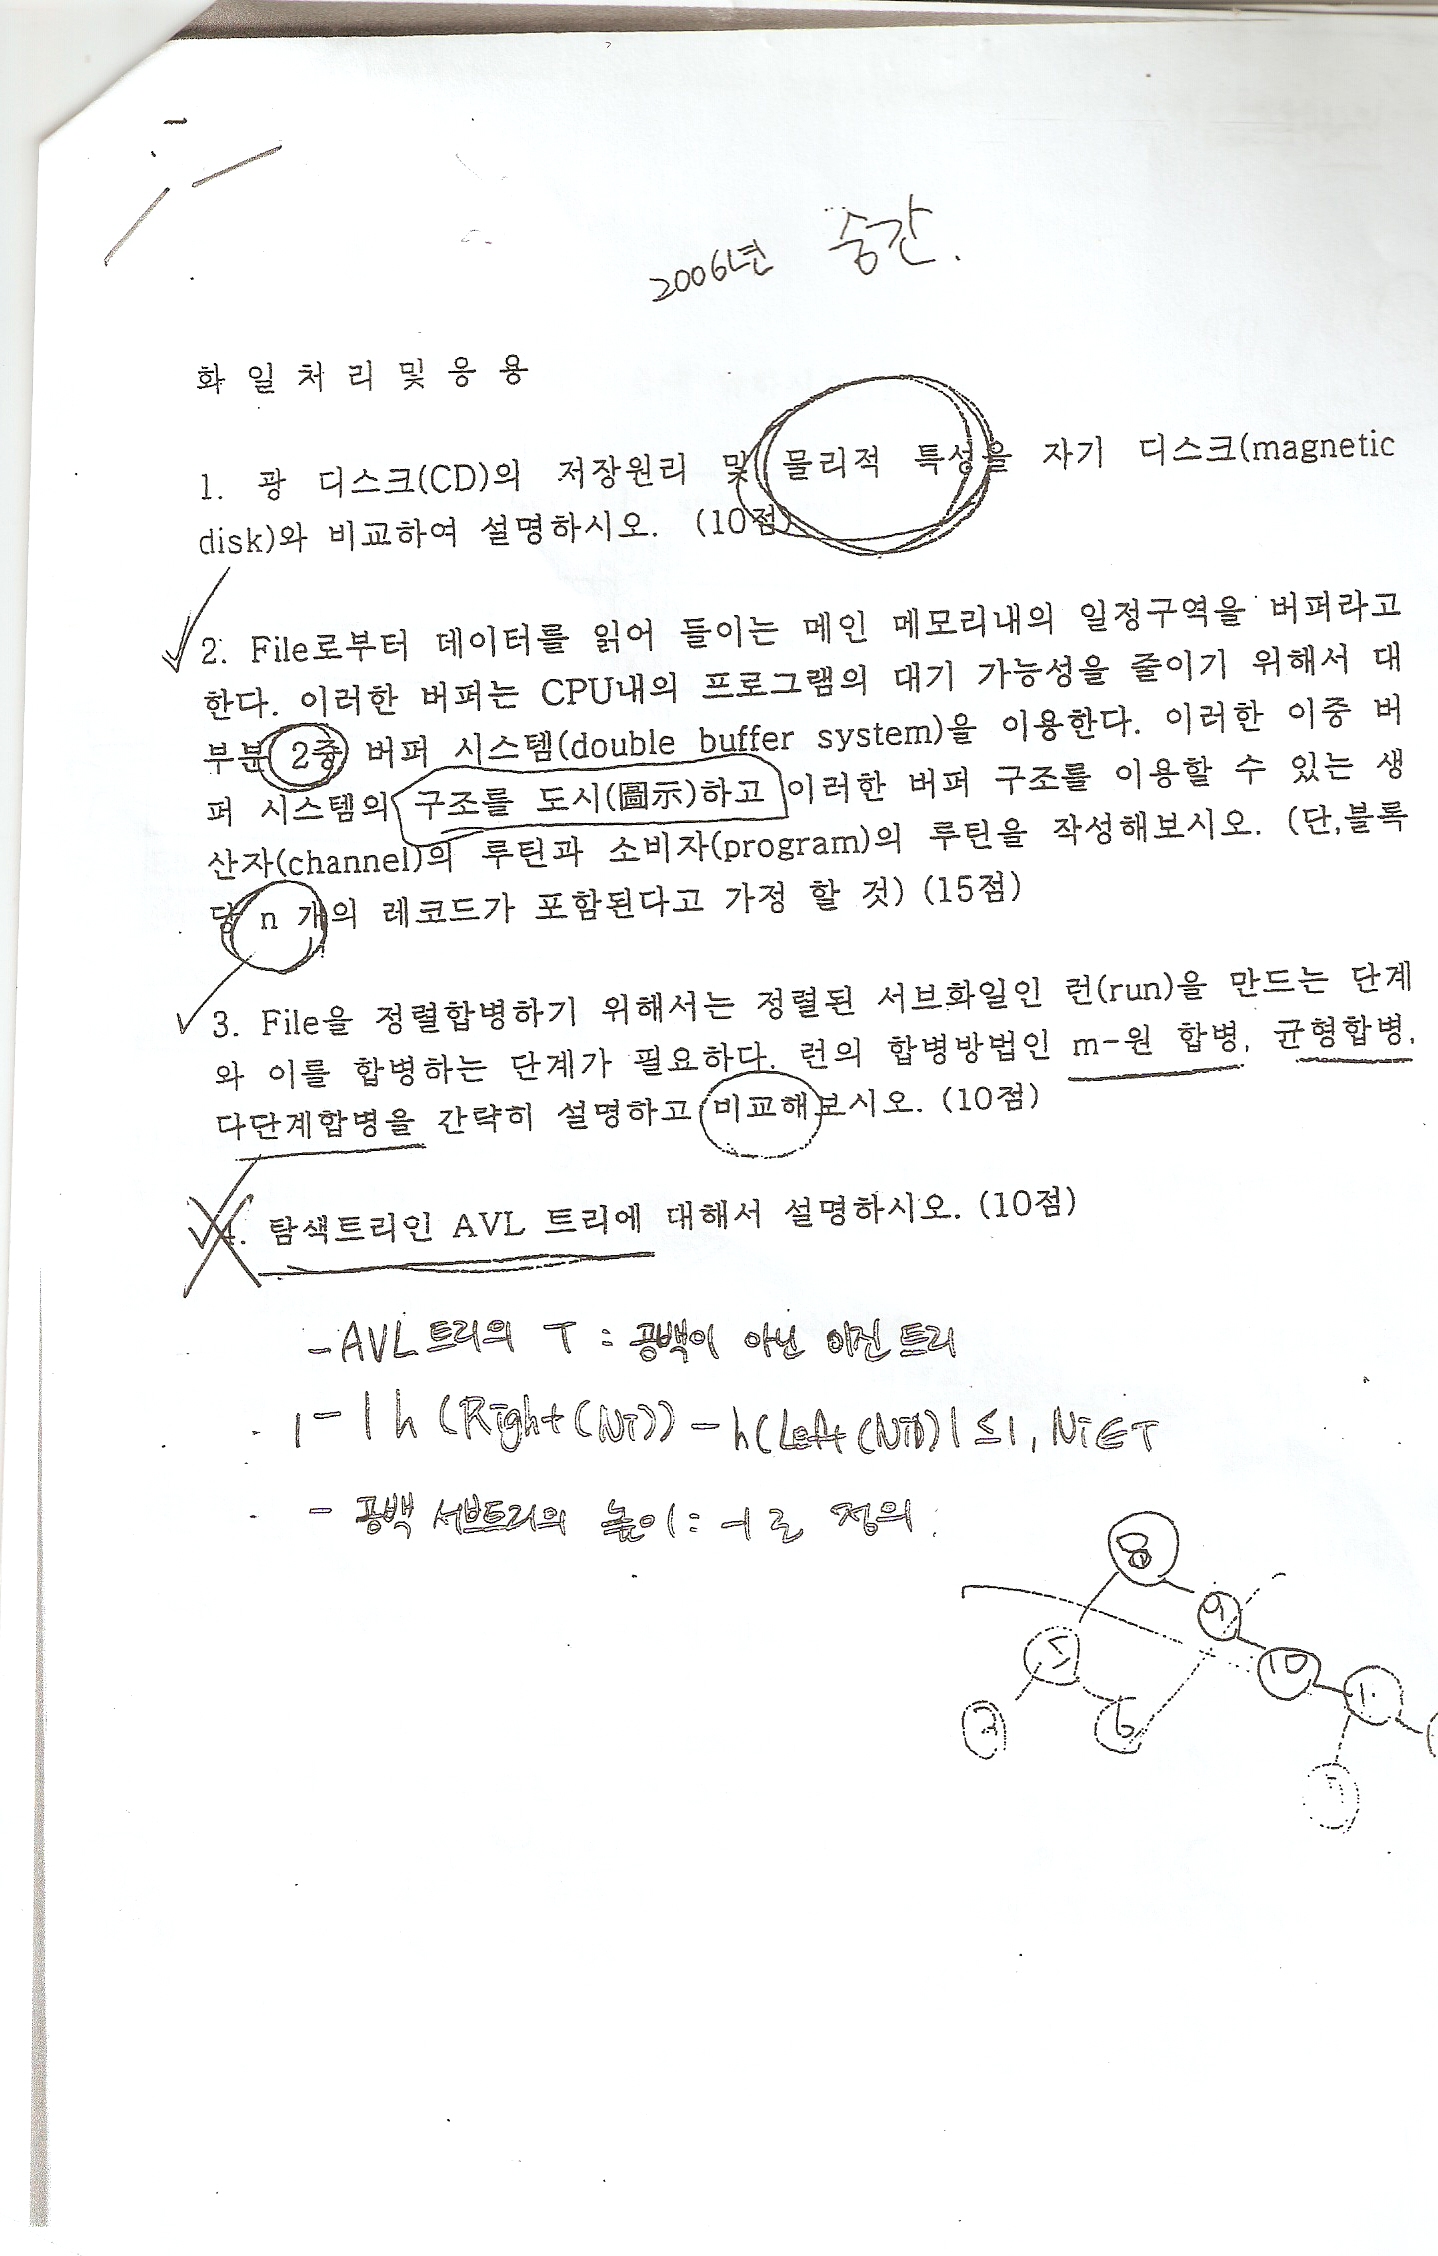 2006년 중간.
화 일 처 리 및 응 용
1. 광 디스크(CD)의 저장원리 및 물리적 특성을 자기 디스크(magnetic
disk)와 비교하여 설명하시오. (10점)
2. File로부터 데이터를 읽어 들이는 메인 메모리내의 일정구역을 버퍼라고
한다. 이러한 버퍼는 CPU내의 프로그램의 대기 가능성을 줄이기 위해서 대
부분 2중 버퍼 시스템(double buffer system)을 이용한다. 이러한 이중 버
퍼 시스템의 구조를 도시(圖示)하고 이러한 버퍼 구조를 이용할 수 있는 생
산자(channel)의 루틴과 소비자(program)의 루틴을 작성해보시오. (단,블록
당 n 개의 레코드가 포함된다고 가정 할 것) (15점)
3. File을 정렬합병하기 위해서는 정렬된 서브화일인 런(run)을 만드는 단계
와 이를 합병하는 단계가 필요하다. 런의 합병방법인 m-원 합병, 균형합병,
다단계합병을 간략히 설명하고 비교해보시오. (10점)
4. 탐색트리인 AVL 트리에 대해서 설명하시오. (10점)
- AVL트리의 T : 공백이 아닌 이진트리
- | h (Right (Ni)) - h(Left (Ni)) | ≤ 1, Ni ∈ T
- 공백 서브트리의 높이 : -1로 정의.
8
9
5
10
2
6